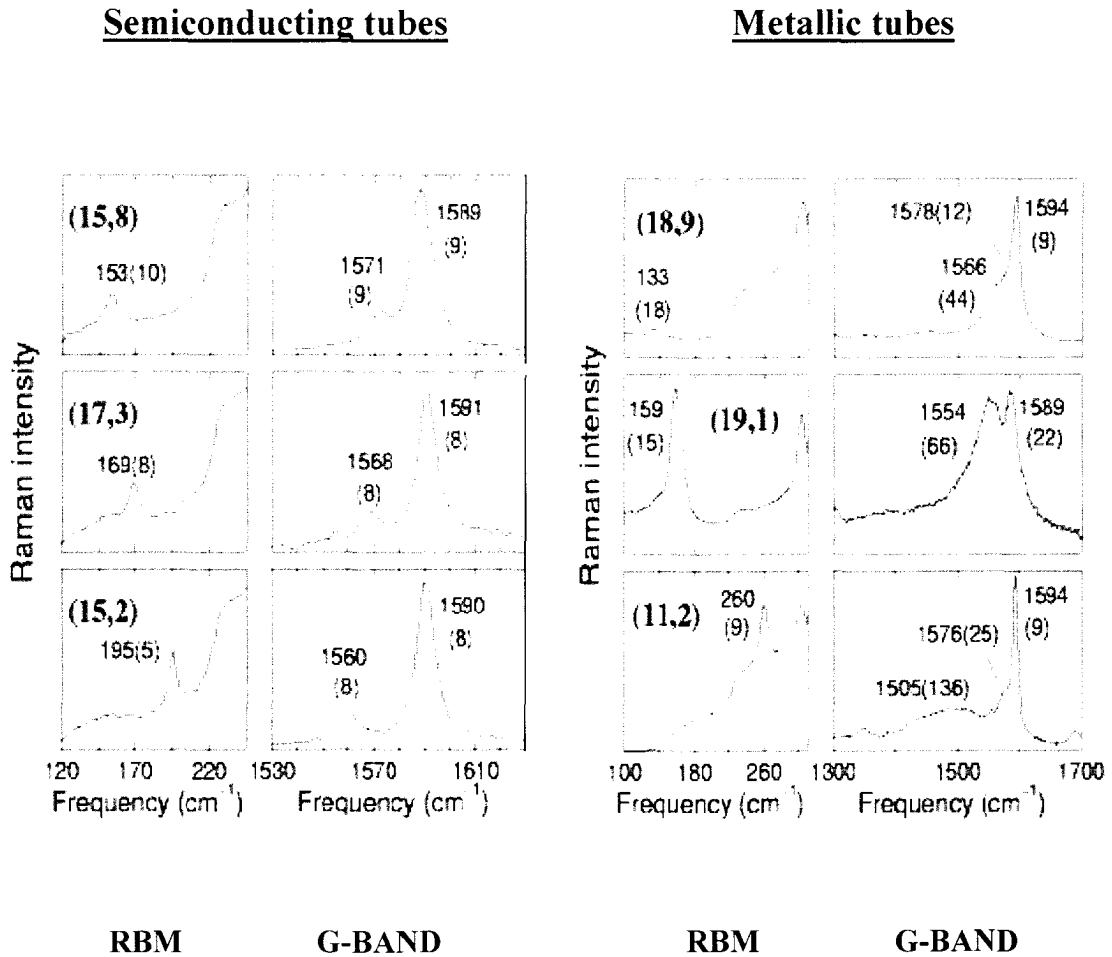 Semiconducting tubes
Metallic tubes
Raman intensity
(15,8)
153(10)
1571
(9)
1589
(9)
(17,3)
169(8)
1568
(8)
1591
(8)
(15,2)
195(5)
1560
(8)
1590
(8)
120 170 220
Frequency (cm⁻¹)
1530 1570 1610
Frequency (cm⁻¹)
RBM
G-BAND
Raman intensity
(18,9)
133
(18)
1578(12)
1566
(44)
1594
(9)
159
(15)
(19,1)
1554
(66)
1589
(22)
(11,2)
260
(9)
1576(25)
1505(136)
1594
(9)
100 180 260
Frequency (cm⁻¹)
1300 1500 1700
Frequency (cm⁻¹)
RBM
G-BAND